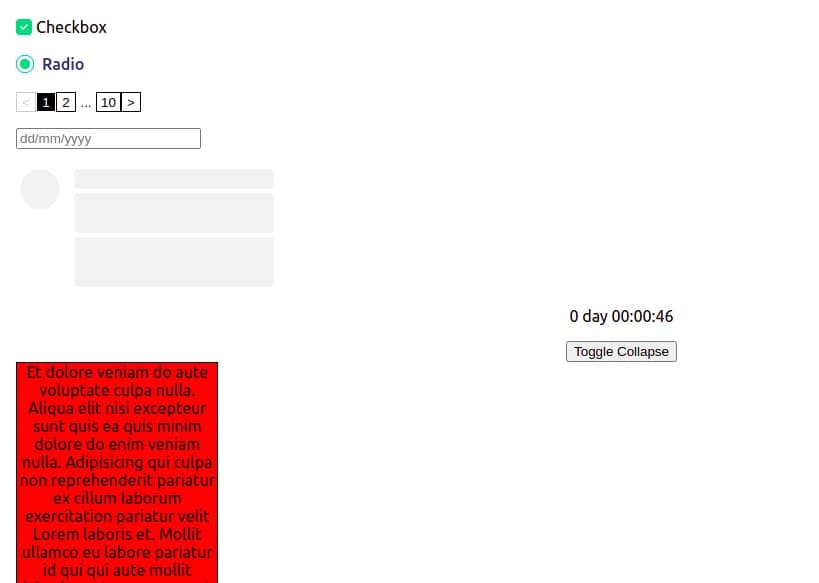 Checkbox
Radio
< 1 2 ... 10 >
dd/mm/yyyy
0 day 00:00:46
Toggle Collapse
Et dolore veniam do aute
voluptate culpa nulla.
Aliqua elit nisi excepteur
sunt quis ea quis minim
dolore do enim veniam
nulla. Adipisicing qui culpa
non reprehenderit pariatur
ex cillum laborum
exercitation pariatur velit
Lorem laboris et. Mollit
ullamco eu labore pariatur
id qui qui aute mollit